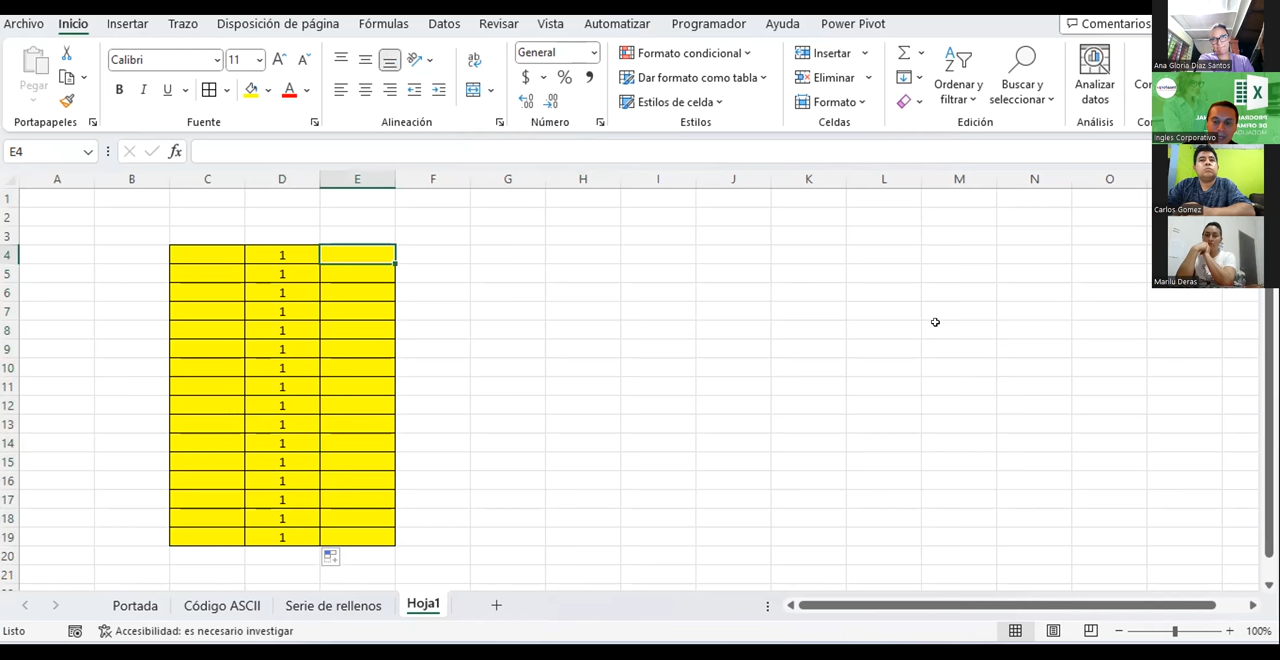 Archivo Inicio Insertar Trazo Disposición de página Fórmulas Datos Revisar Vista Automatizar Programador Ayuda Power Pivot Comentarios
Pegar
Portapapeles
Calibri 11
N K S
Fuente
Alineación
General
$ % 
Número
Formato condicional
Dar formato como tabla
Estilos de celda
Estilos
Insertar
Eliminar
Formato
Celdas
Ordenar y
filtrar
Buscar y
seleccionar
Edición
Analizar
datos
Análisis
Ana Gloria Díaz Santos
Ingles Corporativo
Carlos Gomez
Marilú Deras
E4 fx
A B C D E F G H I J K L M N O
1
2
3
4 1
5 1
6 1
7 1
8 1
9 1
10 1
11 1
12 1
13 1
14 1
15 1
16 1
17 1
18 1
19 1
20
21
Portada Código ASCII Serie de rellenos Hoja1
Listo Accesibilidad: es necesario investigar 100%